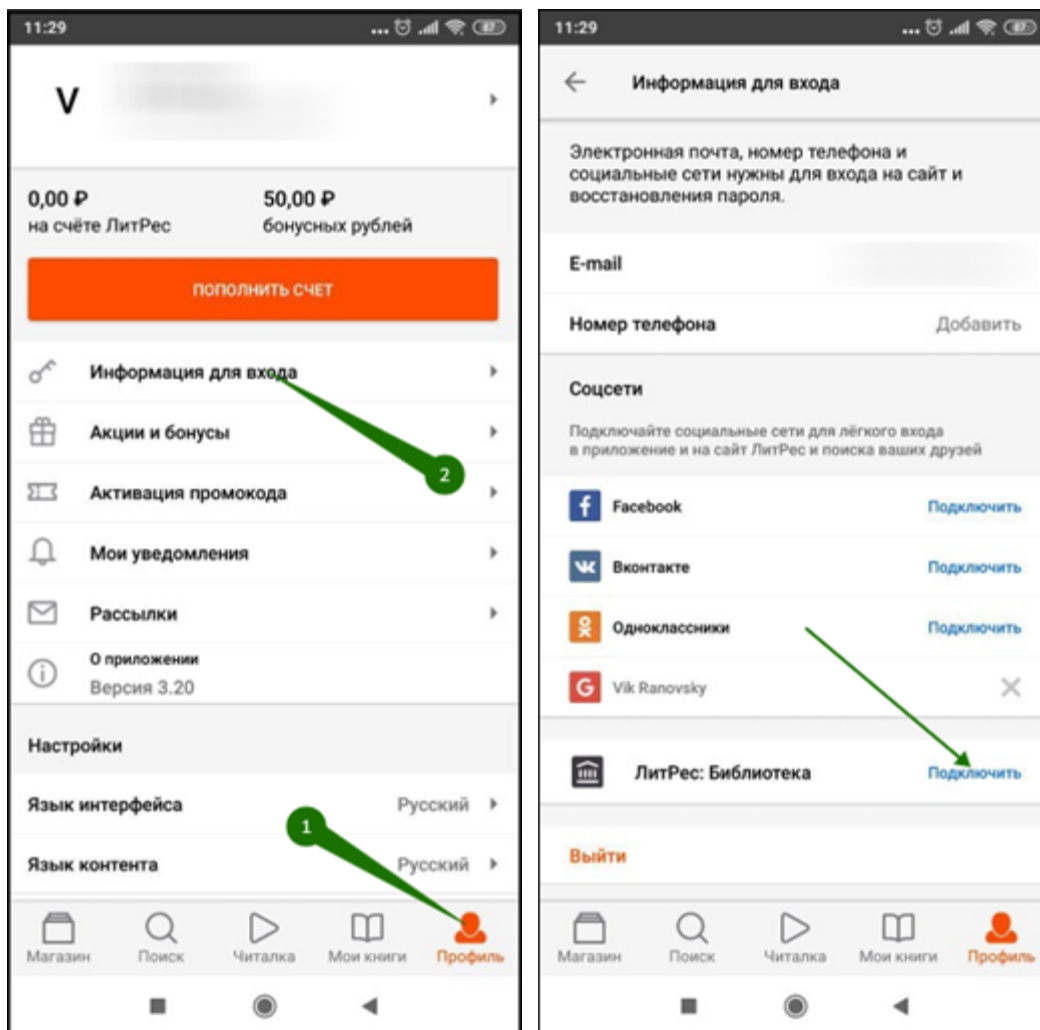 11:29
87
V
0,00 ₽
50,00 ₽
на счёте ЛитРес
бонусных рублей
ПОПОЛНИТЬ СЧЕТ
Информация для входа
Акции и бонусы
2
Активация промокода
Мои уведомления
Рассылки
О приложении
Версия 3.20
Настройки
Язык интерфейса
Русский
1
Язык контента
Русский
Магазин
Поиск
Читалка
Мои книги
Профиль
11:29
87
Информация для входа
Электронная почта, номер телефона и
социальные сети нужны для входа на сайт и
восстановления пароля.
E-mail
Номер телефона
Добавить
Соцсети
Подключайте социальные сети для лёгкого входа
в приложение и на сайт ЛитРес и поиска ваших друзей
Facebook
Подключить
Вконтакте
Подключить
Одноклассники
Подключить
G
Vik Ranovsky
ЛитРес: Библиотека
Подключить
Выйти
Магазин
Поиск
Читалка
Мои книги
Профиль